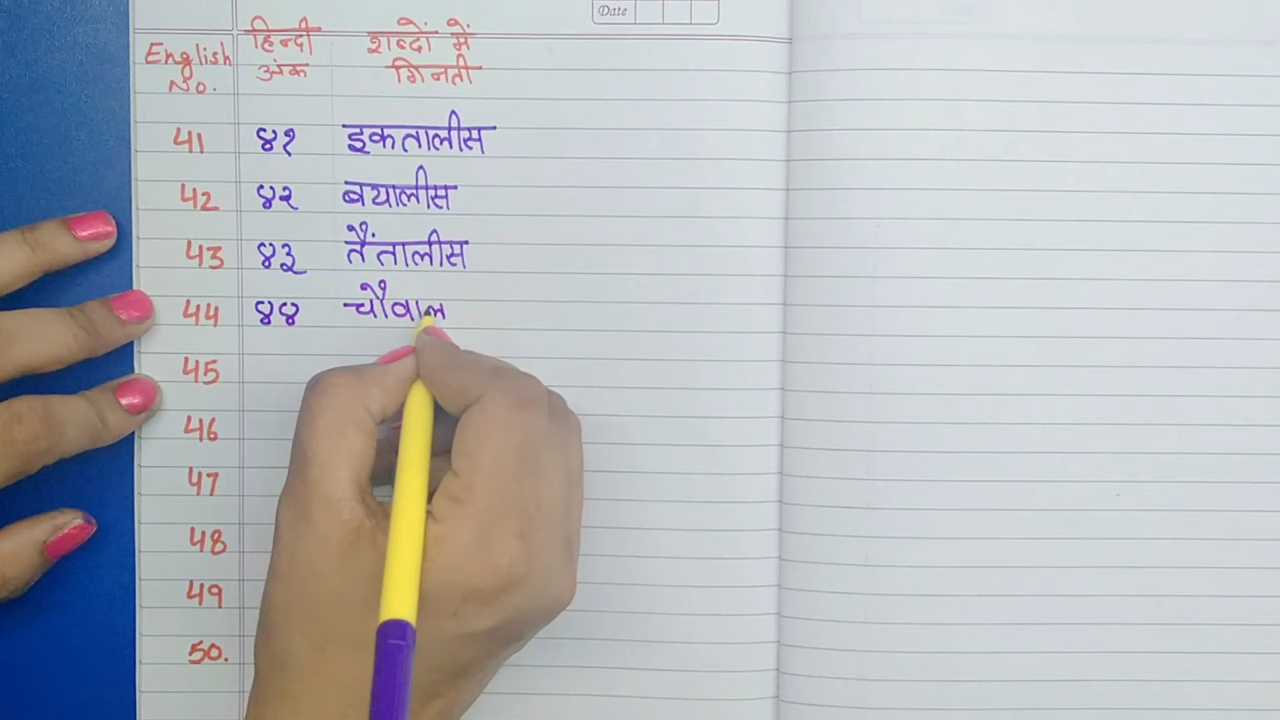 Date
English No. हिन्दी अंक शब्दों में गिनती
41 ४१ इकतालीस
42 ४२ बयालीस
43 ४३ तैंतालीस
44 ४४ चौवाल
45
46
47
48
49
50.